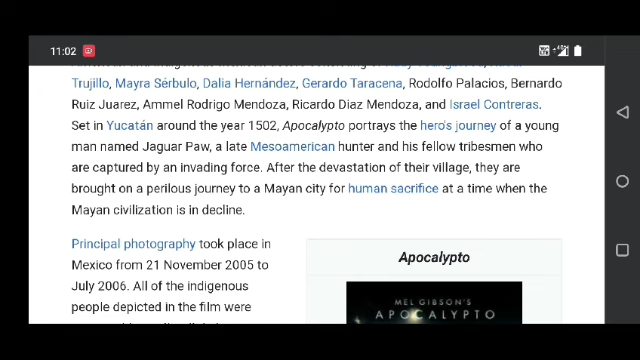 11:02
Trujillo, Mayra Sérbulo, Dalia Hernández, Gerardo Taracena, Rodolfo Palacios, Bernardo
Ruiz Juarez, Ammel Rodrigo Mendoza, Ricardo Diaz Mendoza, and Israel Contreras.
Set in Yucatán around the year 1502, Apocalypto portrays the hero's journey of a young
man named Jaguar Paw, a late Mesoamerican hunter and his fellow tribesmen who
are captured by an invading force. After the devastation of their village, they are
brought on a perilous journey to a Mayan city for human sacrifice at a time when the
Mayan civilization is in decline.
Principal photography took place in
Mexico from 21 November 2005 to
July 2006. All of the indigenous
people depicted in the film were
Apocalypto
MEL GIBSON'S
APOCALYPTO